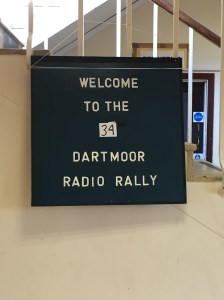 WELCOME
TO THE
34
DARTMOOR
RADIO RALLY